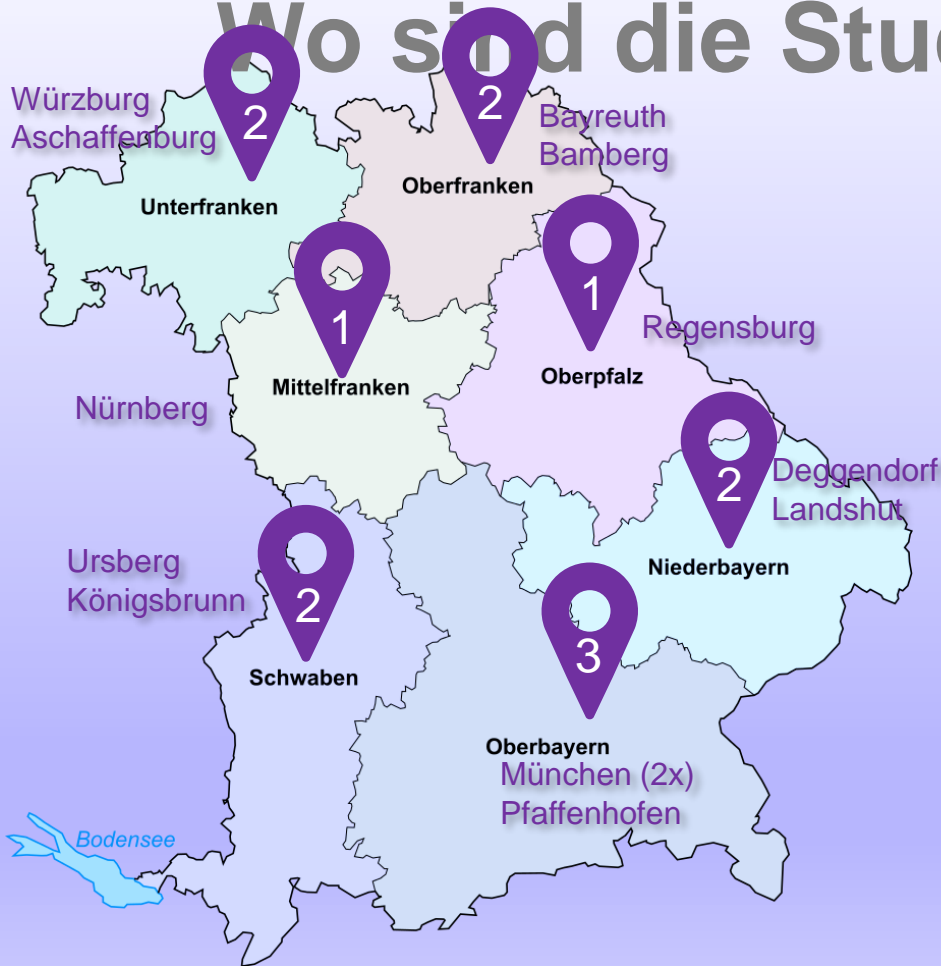 Wo sind die
2
2
Würzburg
Aschaffenburg
Bayreuth
Bamberg
Unterfranken
Oberfranken
1
1
Regensburg
Mittelfranken
Oberpfalz
Nürnberg
2
Deggendorf
Landshut
Ursberg
Königsbrunn
2
Niederbayern
3
Schwaben
Oberbayern
München (2x)
Pfaffenhofen
Bodensee